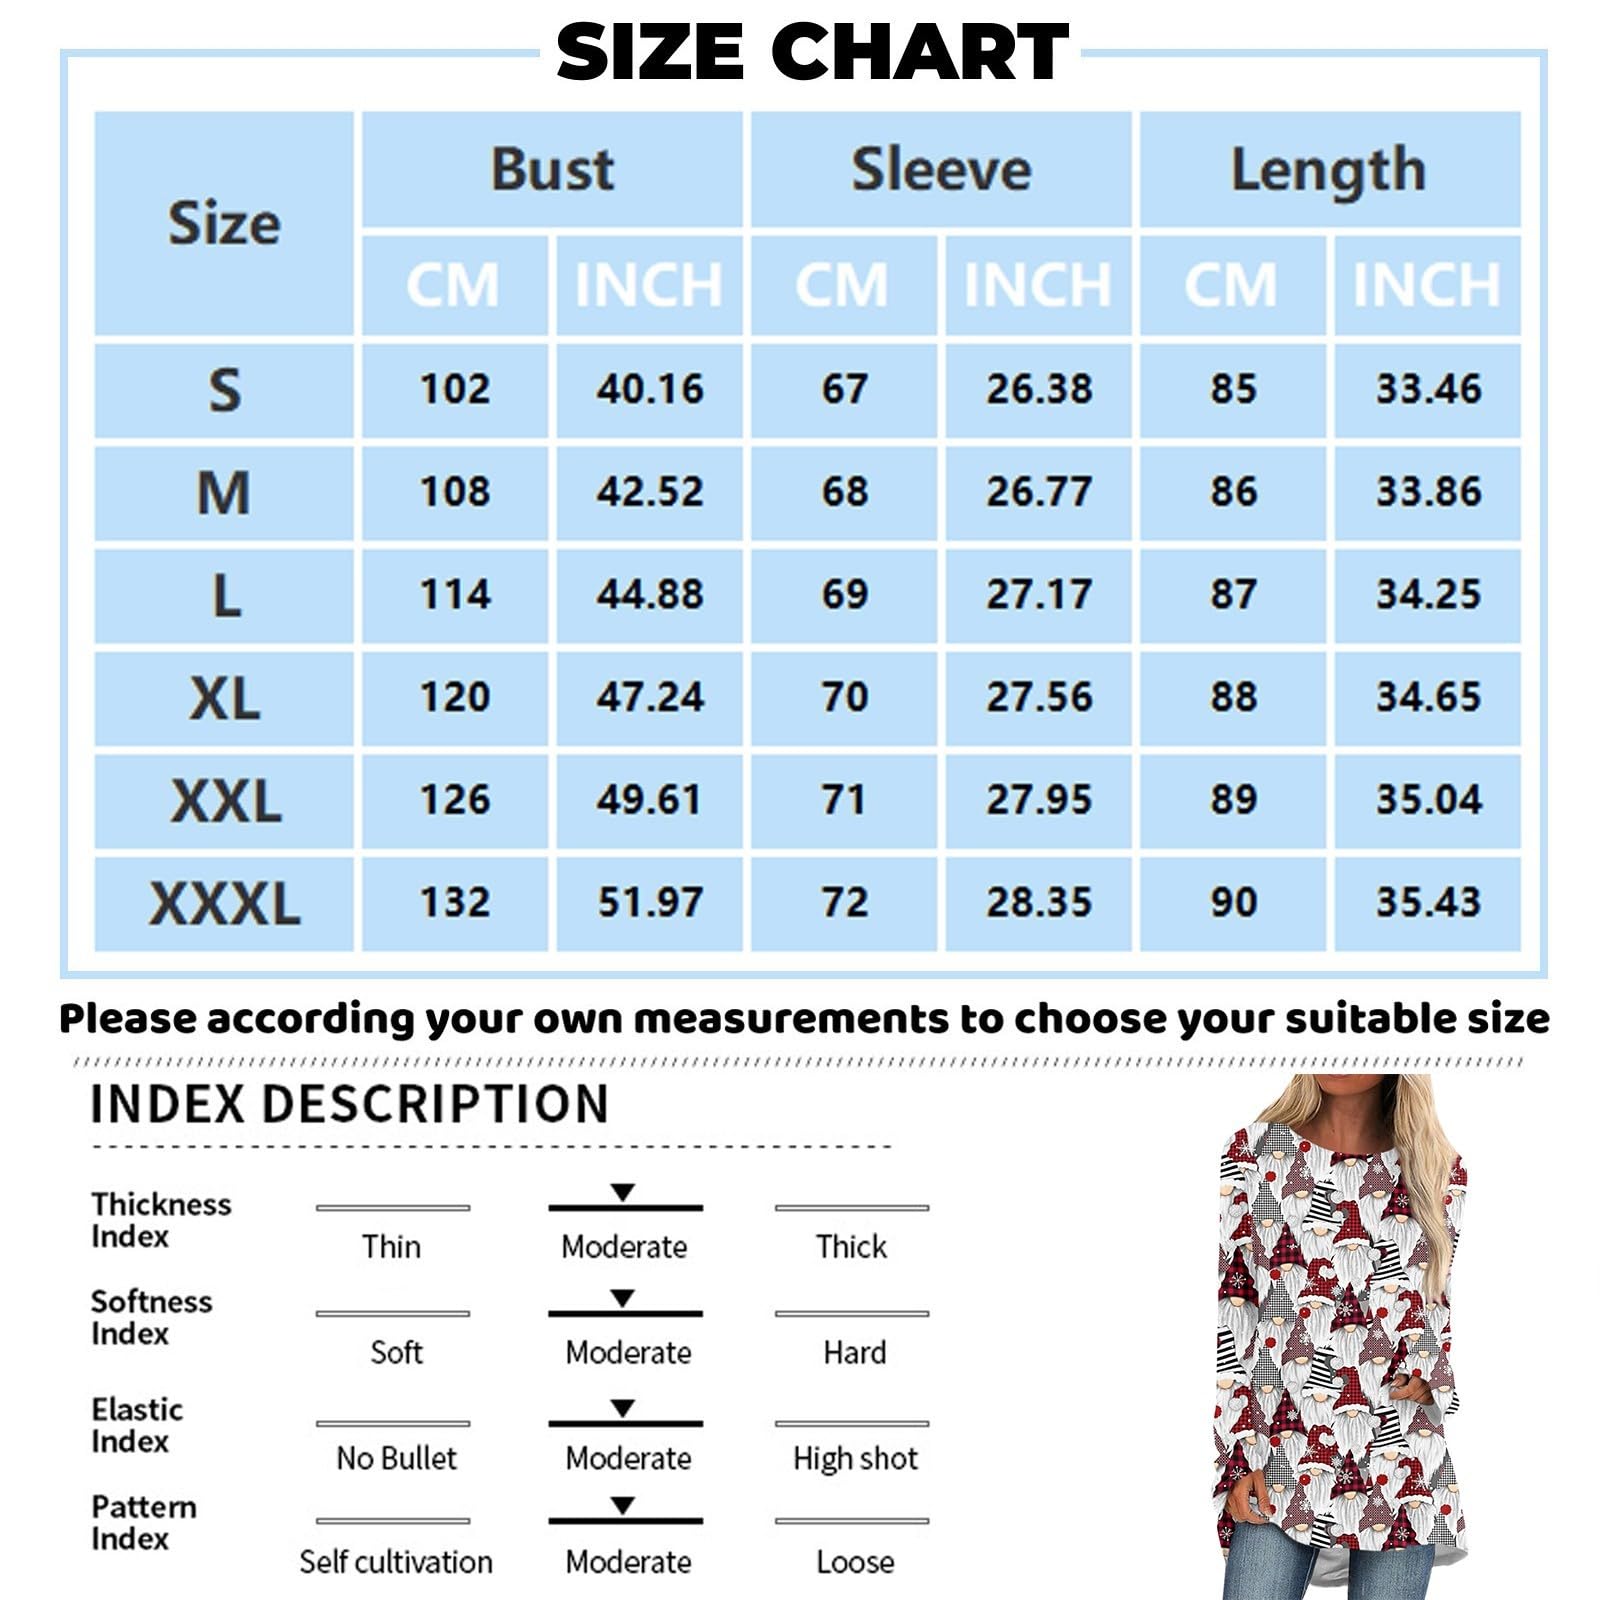 SIZE CHART
Size Bust Sleeve Length
CM INCH CM INCH CM INCH
S 102 40.16 67 26.38 85 33.46
M 108 42.52 68 26.77 86 33.86
L 114 44.88 69 27.17 87 34.25
XL 120 47.24 70 27.56 88 34.65
XXL 126 49.61 71 27.95 89 35.04
XXXL 132 51.97 72 28.35 90 35.43
Please according your own measurements to choose your suitable size
INDEX DESCRIPTION
Thickness
Index
Thin Moderate Thick
Softness
Index
Soft Moderate Hard
Elastic
Index
No Bullet Moderate High shot
Pattern
Index
Self cultivation Moderate Loose